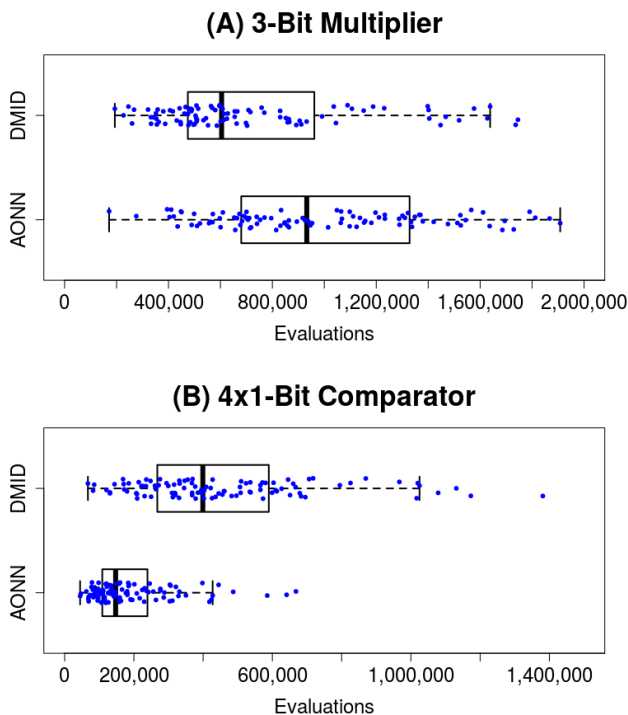 (A) 3-Bit Multiplier
DMID
AONN
0 400,000 800,000 1,200,000 1,600,000 2,000,000
Evaluations
(B) 4x1-Bit Comparator
DMID
AONN
0 200,000 600,000 1,000,000 1,400,000
Evaluations